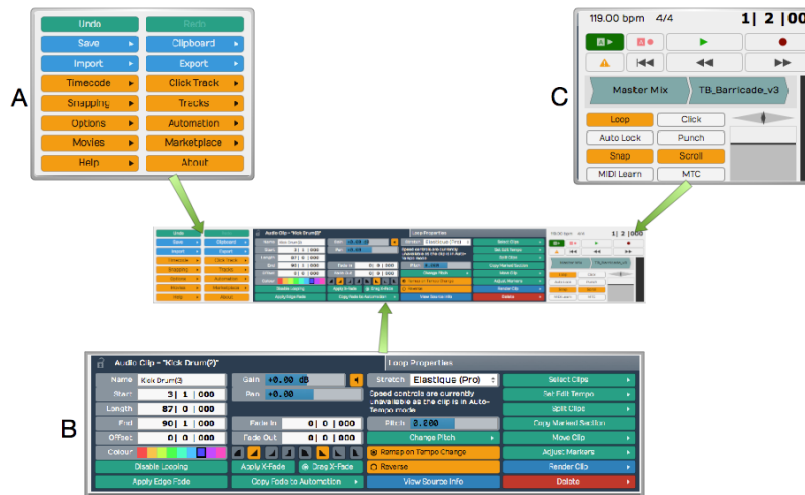 A
Undo Redo
Save Clipboard
Import Export
Timecode Click Track
Snapping Tracks
Options Automation
Movies Marketplace
Help About
C
119.00 bpm 4/4 1| 2 |000
Master Mix TB_Barricade_v3
Loop Click
Auto Lock Punch
Snap Scroll
MIDI Learn MTC
B
Audio Clip - "Kick Drum(2)" Loop Properties
Name Kick Drum(2) Gain +0.00 dB Stretch Elastique (Pro) Select Clips
Start 3| 1 |000 Pan +0.00 Speed controls are currently Set Edit Tempo
Length 87| 0 |000 Unavailable as the clip is in Auto- Split Clips
Tempo mode
End 90| 1 |000 Fade In 0| 0 |000 Pitch 0.000 Copy Marked Section
Offset 0| 0 |000 Fade Out 0| 0 |000 Change Pitch Move Clip
Colour Remap on Tempo Change Adjust Markers
Disable Looping Apply X-Fade Drag X-Fade Reverse Render Clip
Apply Edge Fade Copy Fade to Automation View Source Info Delete